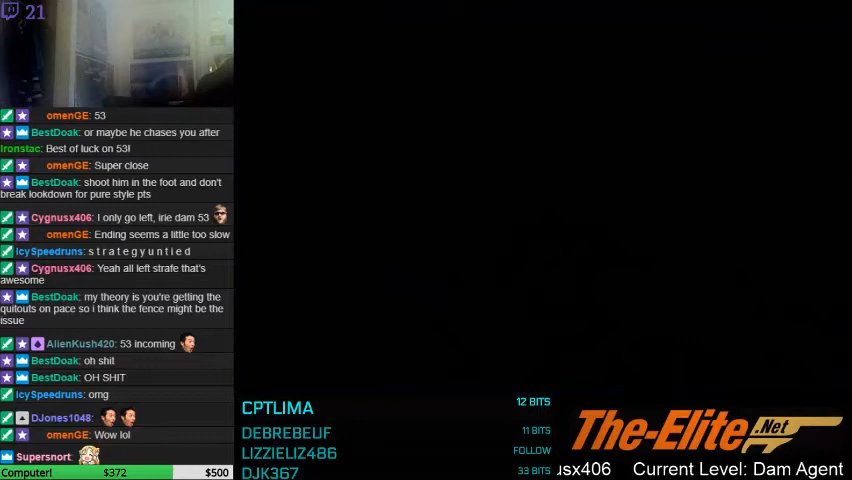 21
omenGE: 53
BestDoak: or maybe he chases you after
Ironstac: Best of luck on 53!
omenGE: Super close
BestDoak: shoot him in the foot and don't
break lookdown for pure style pts
Cygnusx406: I only go left, irie dam 53
omenGE: Ending seems a little too slow
IcySpeedruns: s t r a t e g y u n t i e d
Cygnusx406: Yeah all left strafe that's
awesome
BestDoak: my theory is you're getting the
quitouts on pace so i think the fence might be the
issue
AlienKush420: 53 incoming
BestDoak: oh shit
BestDoak: OH SHIT
IcySpeedruns: omg
DJones1048:
omenGE: Wow lol
Supersnort:
Computer! $372 $500
CPTLIMA 12 BITS
DEBREBEUF 11 BITS
LIZZIELIZ486 FOLLOW
DJK367 33 BITS
The-Elite.Net
usx406 Current Level: Dam Agent